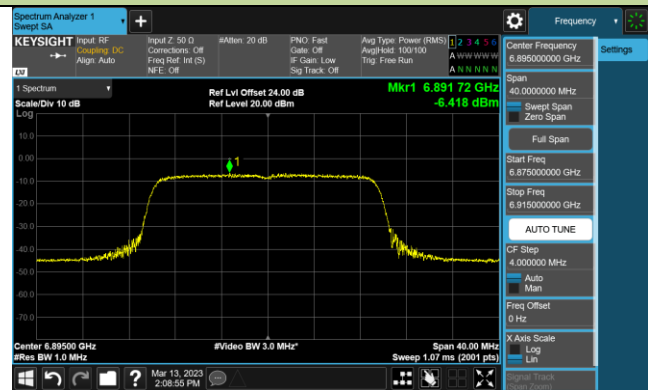 Spectrum Analyzer 1
Swept SA
+
Frequency
KEYSIGHT
Input: RF
Coupling: DC
Align: Auto
Input Z: 50 Ω
Corrections: Off
Freq Ref: Int (S)
NFE: Off
#Atten: 20 dB
PNO: Fast
Gate: Off
IF Gain: Low
Sig Track: Off
Avg Type: Power (RMS)
Avg|Hold: 100/100
Trig: Free Run
1 2 3 4 5 6
A W W W W W
A N N N N N
LXI
1 Spectrum
Scale/Div 10 dB
Log
Ref Lvl Offset 24.00 dB
Ref Level 20.00 dBm
Mkr1 6.891 72 GHz
-6.418 dBm
10.0
0.00
-10.0
-20.0
-30.0
-40.0
-50.0
-60.0
-70.0
1
Center 6.89500 GHz
#Res BW 1.0 MHz
#Video BW 3.0 MHz*
Span 40.00 MHz
Sweep 1.07 ms (2001 pts)
Mar 13, 2023
2:08:55 PM
?
Center Frequency
6.895000000 GHz
Span
40.0000000 MHz
Swept Span
Zero Span
Full Span
Start Freq
6.875000000 GHz
Stop Freq
6.915000000 GHz
AUTO TUNE
CF Step
4.000000 MHz
Auto
Man
Freq Offset
0 Hz
X Axis Scale
Log
Lin
Signal Track
(Span Zoom)
Settings